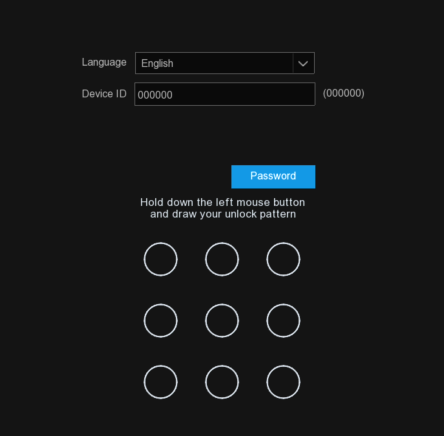 Language English
Device ID 000000 (000000)
Password
Hold down the left mouse button
and draw your unlock pattern